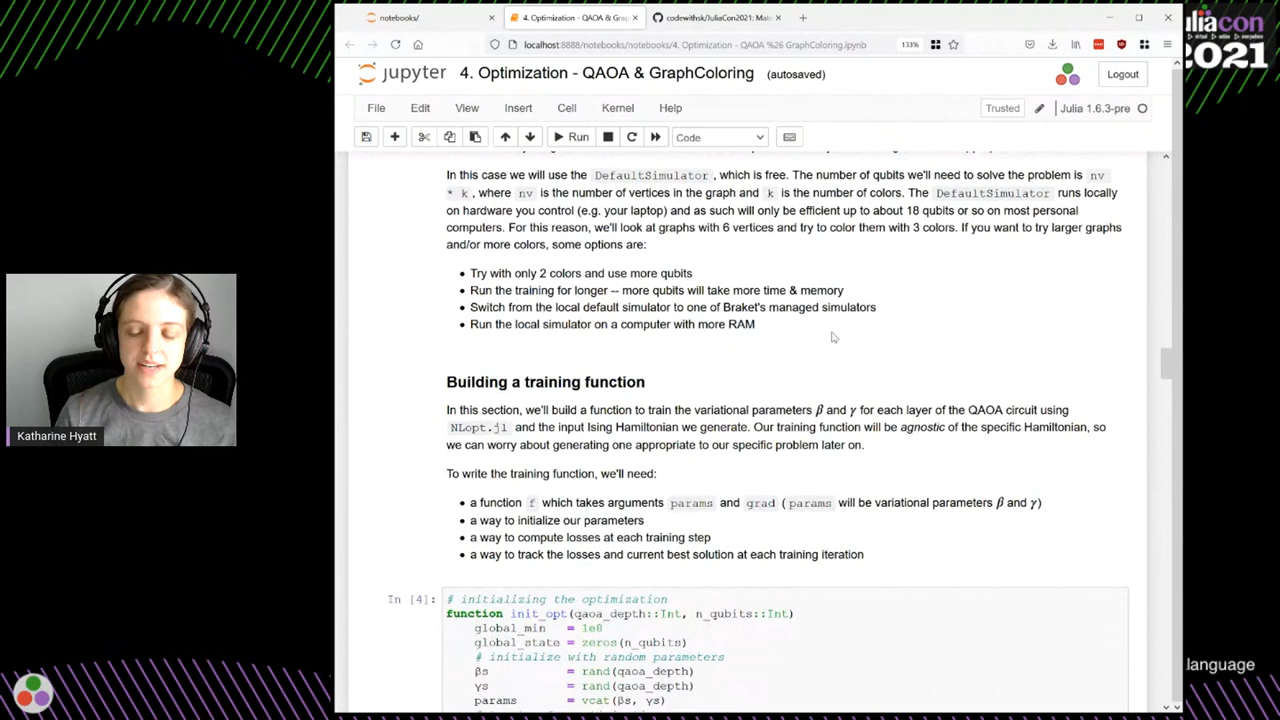 notebooks/
4. Optimization - QAOA & Gra
codewithsk/JuliaCon2021: Mate
localhost:8888/notebooks/notebooks/4. Optimization - QAOA %26 GraphColoring.ipynb
133%
jupyter 4. Optimization - QAOA & GraphColoring (autosaved)
Logout
File Edit View Insert Cell Kernel Help
Trusted
Julia 1.6.3-pre
Run
Code
In this case we will use the DefaultSimulator , which is free. The number of qubits we'll need to solve the problem is nv
* k , where nv is the number of vertices in the graph and k is the number of colors. The DefaultSimulator runs locally
on hardware you control (e.g. your laptop) and as such will only be efficient up to about 18 qubits or so on most personal
computers. For this reason, we'll look at graphs with 6 vertices and try to color them with 3 colors. If you want to try larger graphs
and/or more colors, some options are:
• Try with only 2 colors and use more qubits
• Run the training for longer -- more qubits will take more time & memory
• Switch from the local default simulator to one of Braket's managed simulators
• Run the local simulator on a computer with more RAM
Building a training function
In this section, we'll build a function to train the variational parameters β and γ for each layer of the QAOA circuit using
NLopt.jl and the input Ising Hamiltonian we generate. Our training function will be agnostic of the specific Hamiltonian, so
we can worry about generating one appropriate to our specific problem later on.
To write the training function, we'll need:
• a function f which takes arguments params and grad ( params will be variational parameters β and γ)
• a way to initialize our parameters
• a way to compute losses at each training step
• a way to track the losses and current best solution at each training iteration
In [4]:
# initializing the optimization
function init_opt(qaoa_depth::Int, n_qubits::Int)
global_min = 1e8
global_state = zeros(n_qubits)
# initialize with random parameters
βs = rand(qaoa_depth)
γs = rand(qaoa_depth)
params = vcat(βs, γs)
Katharine Hyatt
juliacon
2021
language